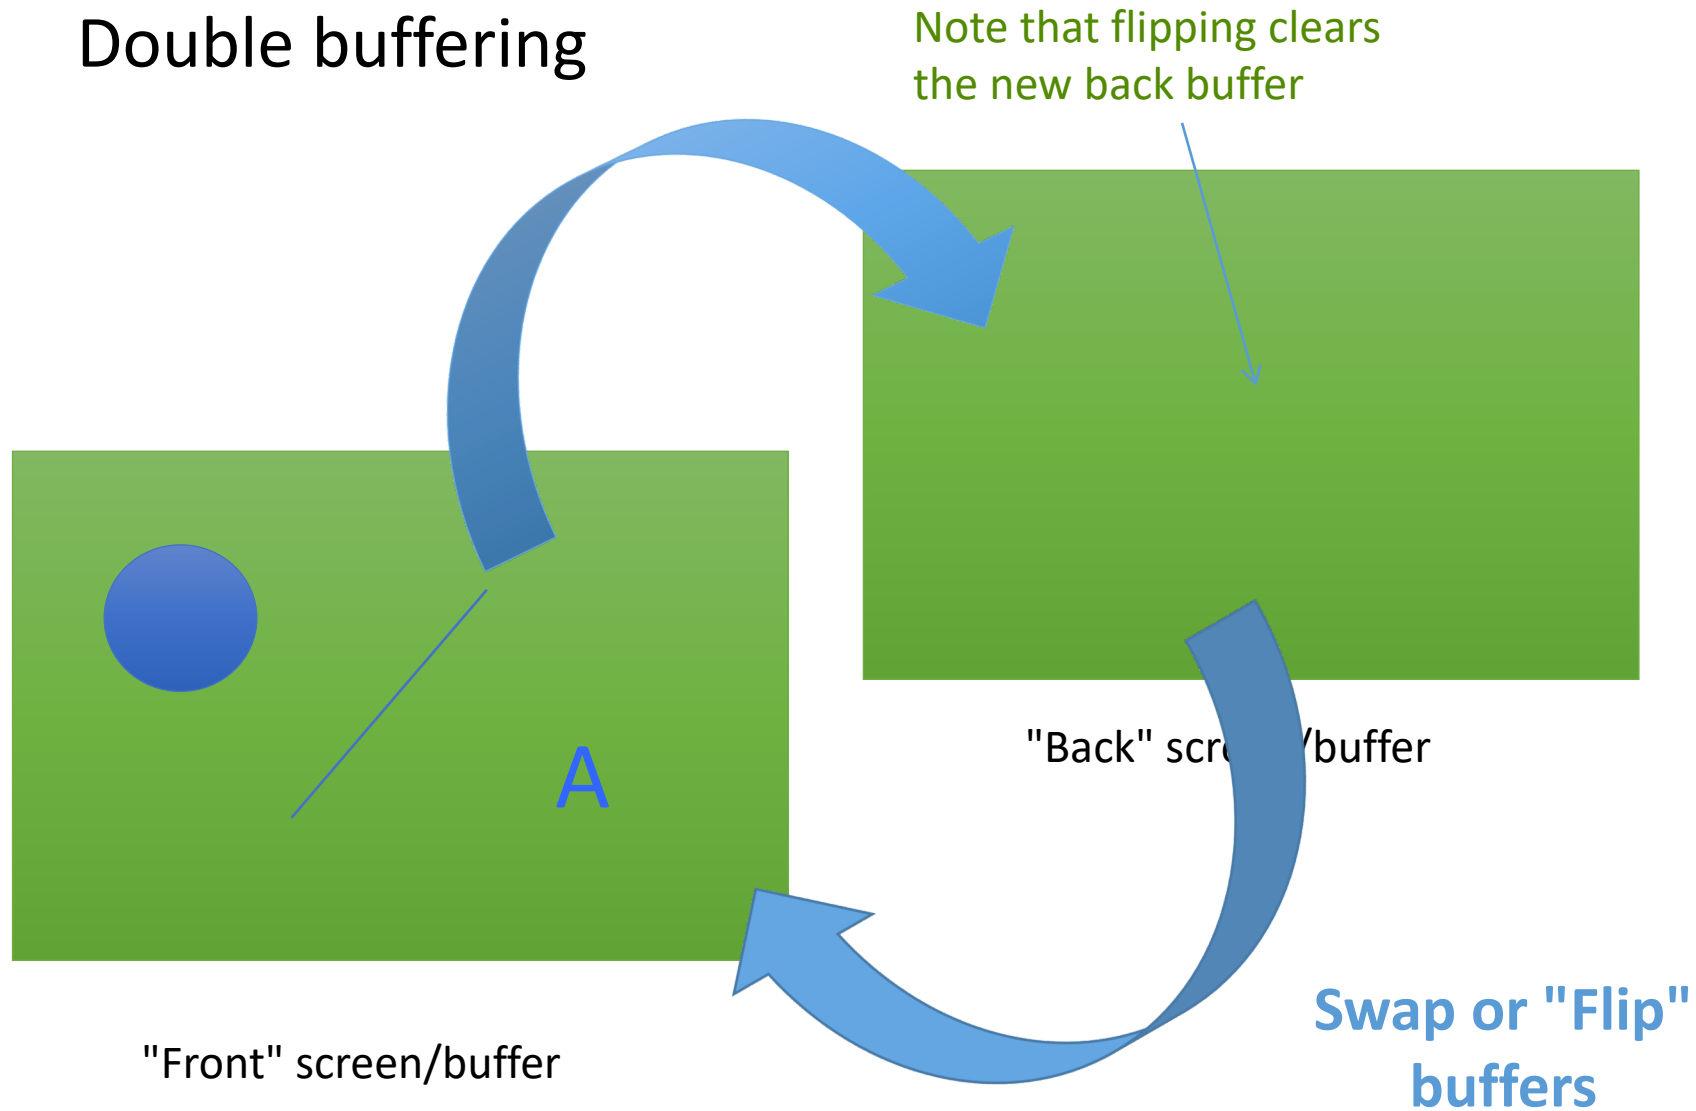 Double buffering
Note that flipping clears
the new back buffer
A
"Back" screen/buffer
"Front" screen/buffer
Swap or "Flip"
buffers